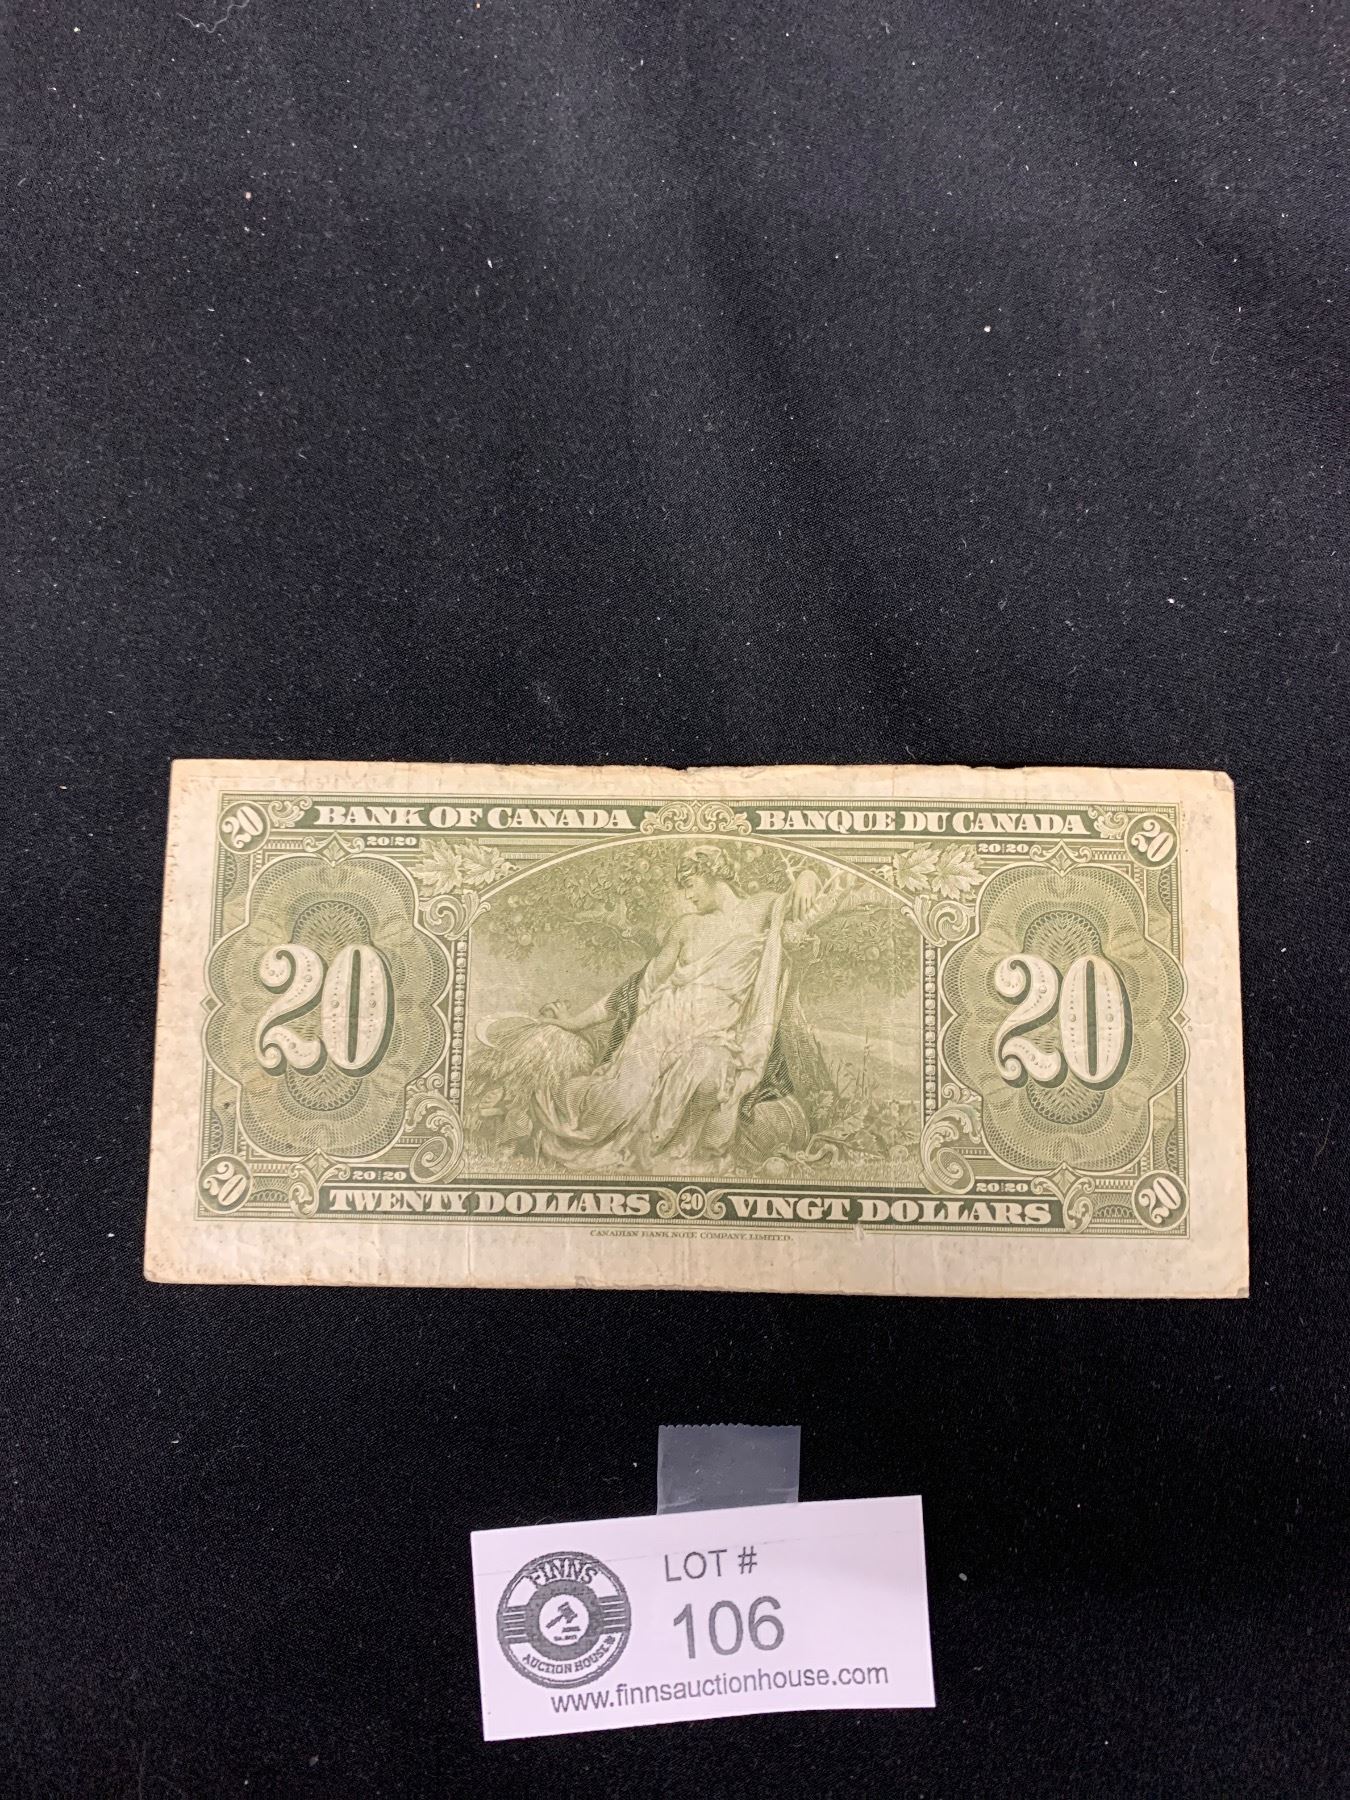 20 BANK OF CANADA BANQUE DU CANADA 20
20 20 20 20
20 20
20 20 20 20
20 TWENTY DOLLARS 20 VINGT DOLLARS 20
CANADIAN BANK NOTE COMPANY, LIMITED.
FINNS
AUCTION HOUSE
LOT #
106
www.finnsauctionhouse.com